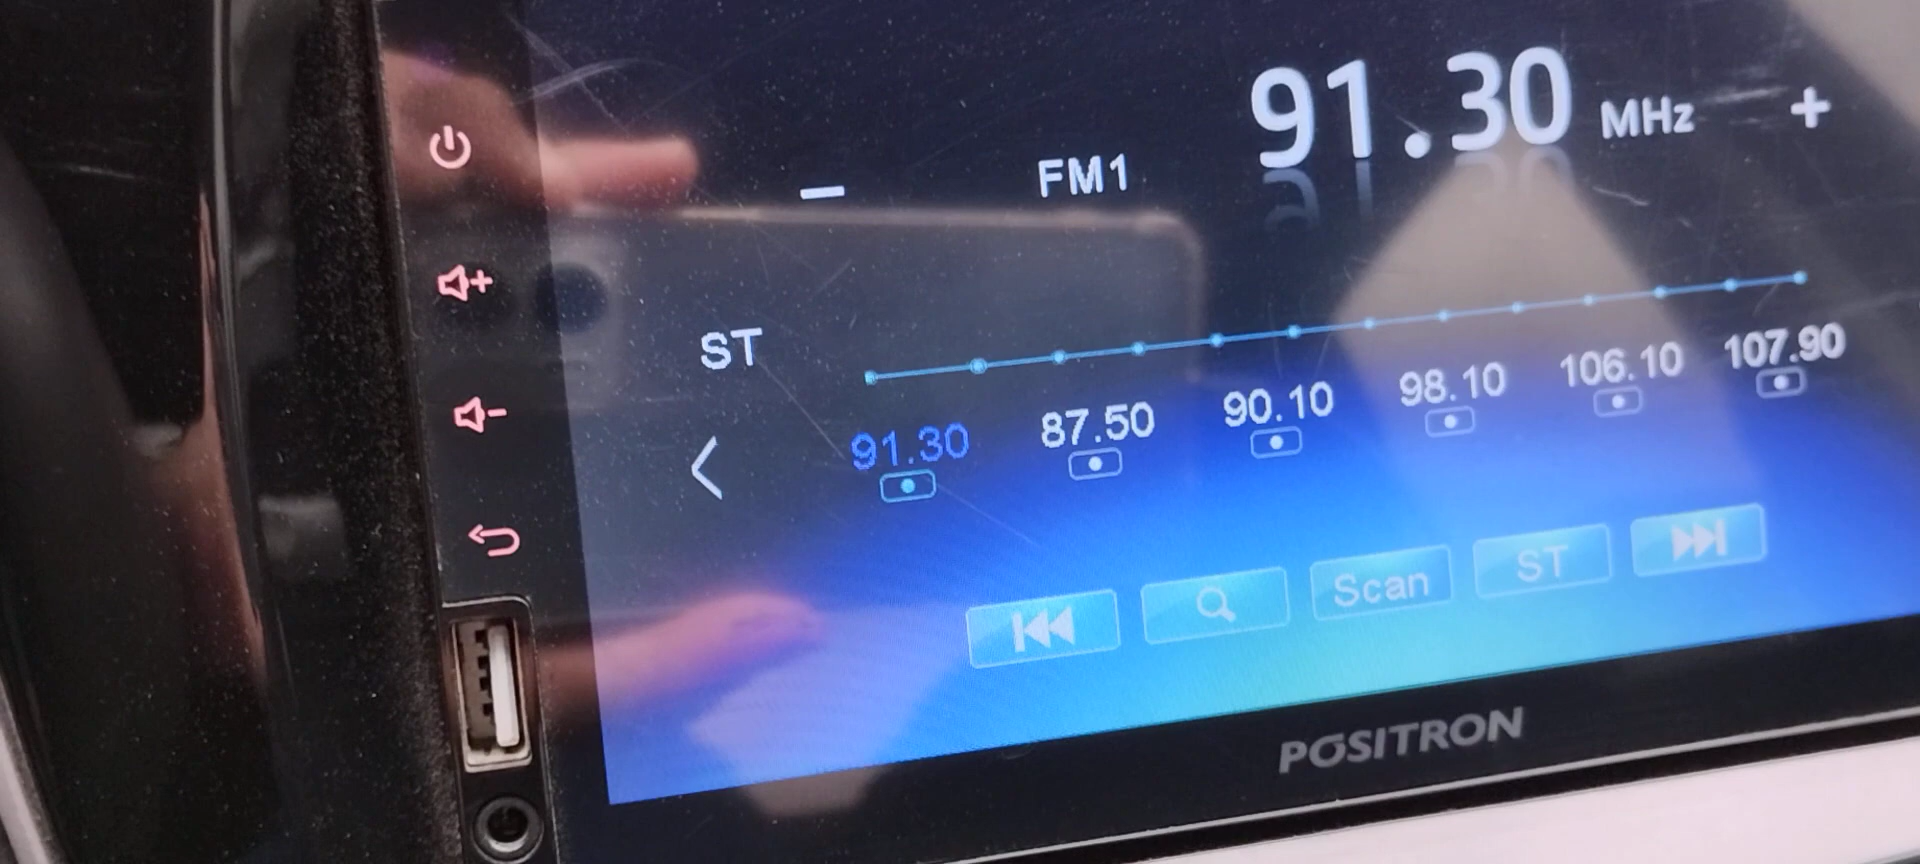 91.30 MHz +
– FM1
ST
91.30 87.50 90.10 98.10 106.10 107.90
Scan ST
POSITRON